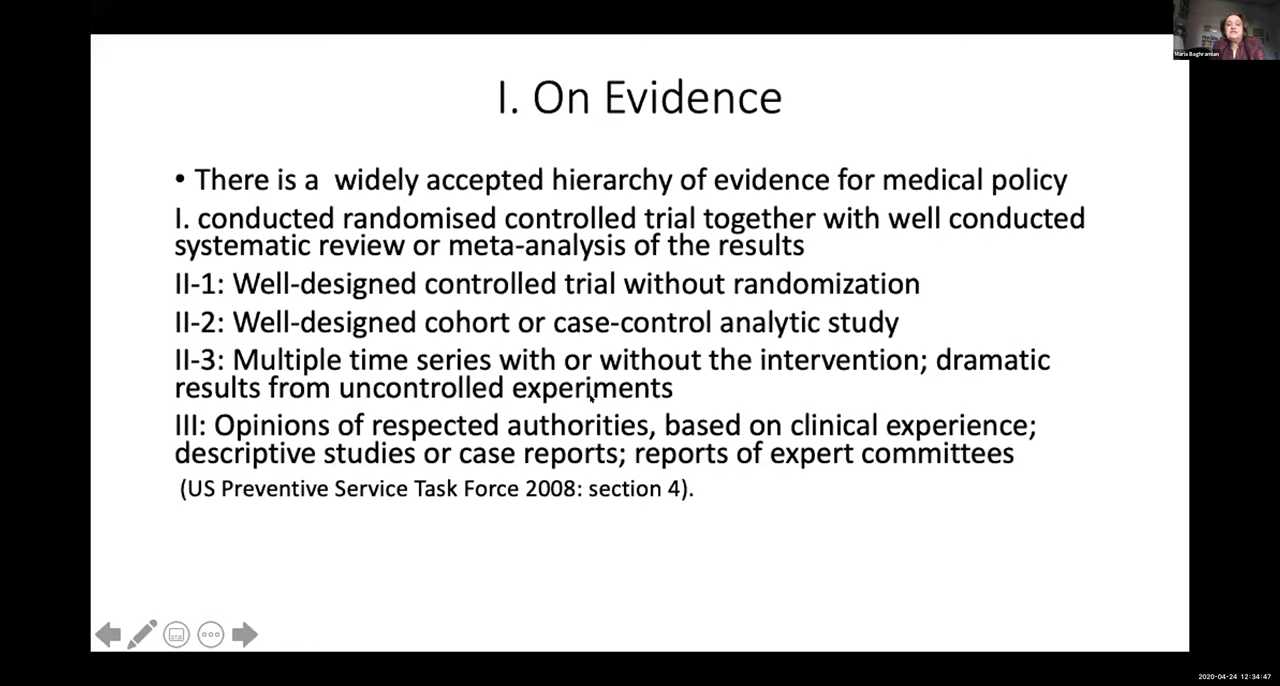 Maria Baghramian
I. On Evidence
• There is a widely accepted hierarchy of evidence for medical policy
I. conducted randomised controlled trial together with well conducted
systematic review or meta-analysis of the results
II-1: Well-designed controlled trial without randomization
II-2: Well-designed cohort or case-control analytic study
II-3: Multiple time series with or without the intervention; dramatic
results from uncontrolled experiments
III: Opinions of respected authorities, based on clinical experience;
descriptive studies or case reports; reports of expert committees
(US Preventive Service Task Force 2008: section 4).
2020-04-24 12:34:47